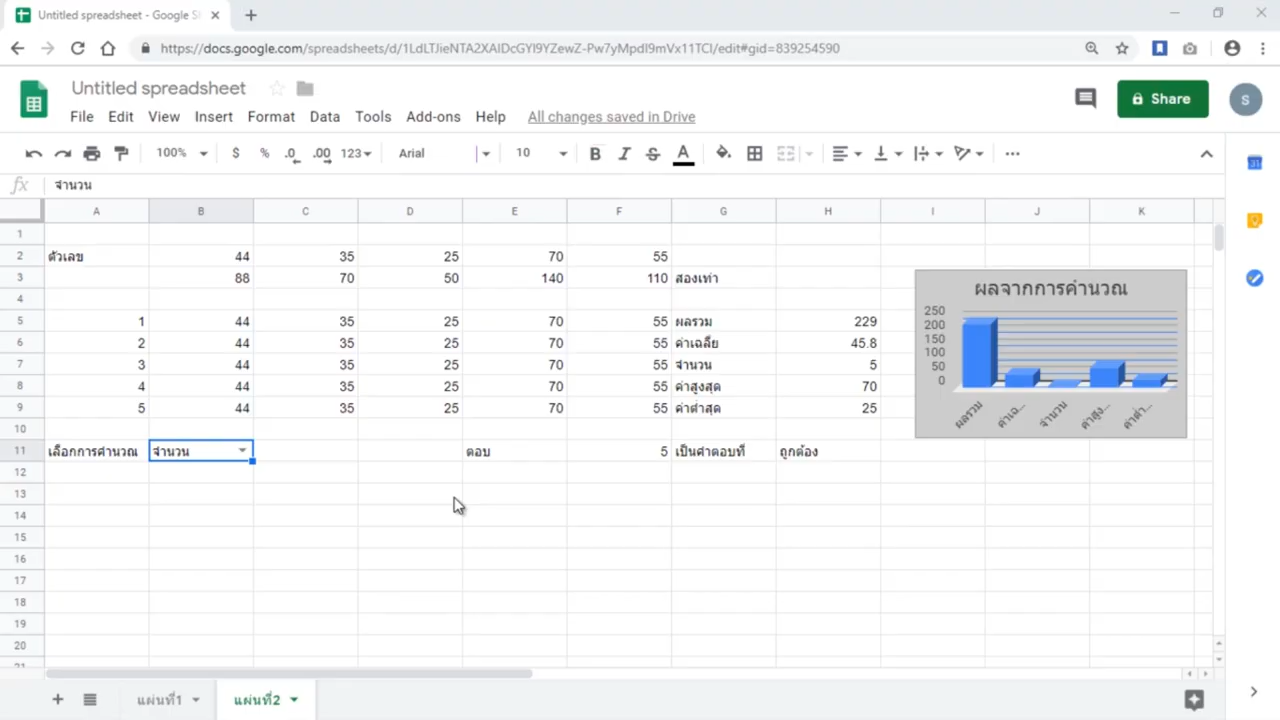 Untitled spreadsheet - Google S
https://docs.google.com/spreadsheets/d/1LdLTJieNTA2XAIDcGYI9YZewZ-Pw7yMpdI9mVx11TCI/edit#gid=839254590
Untitled spreadsheet
File Edit View Insert Format Data Tools Add-ons Help All changes saved in Drive
Share
S
100% $ % .0 .00 123 Arial 10 B I S A
fx จำนวน
A B C D E F G H I J K
1
2 ตัวเลข 44 35 25 70 55
3 88 70 50 140 110 สองเท่า
4
5 1 44 35 25 70 55 ผลรวม 229
6 2 44 35 25 70 55 ค่าเฉลี่ย 45.8
7 3 44 35 25 70 55 จำนวน 5
8 4 44 35 25 70 55 ค่าสูงสุด 70
9 5 44 35 25 70 55 ค่าต่ำสุด 25
10
11 เลือกการคำนวณ จำนวน ตอบ 5 เป็นคำตอบที่ ถูกต้อง
12
13
14
15
16
17
18
19
20
21
ผลจากการคำนวณ
250
200
150
100
50
0
ผลรวม ค่าเฉ... จำนวน ค่าสูง... ค่าต่ำ...
31
แผ่นที่1 แผ่นที่2